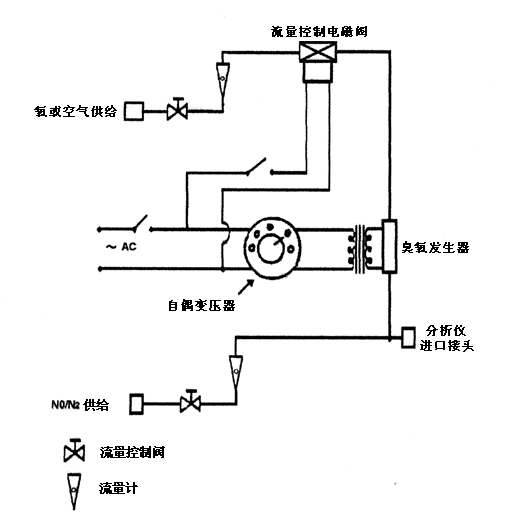 流量控制电磁阀
氧或空气供给
～ AC
臭氧发生器
自偶变压器
分析仪
进口接头
NO/N2 供给
流量控制阀
流量计